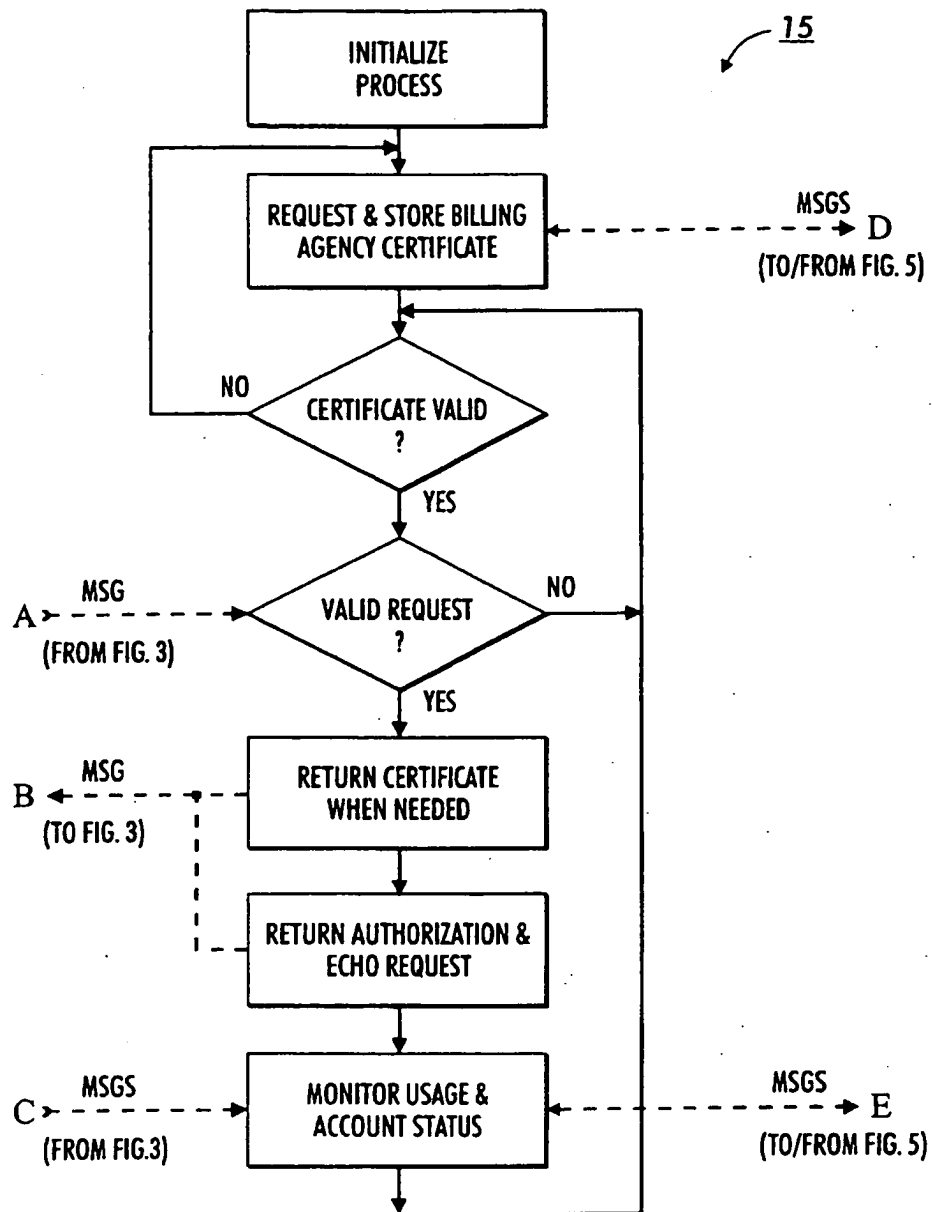 15
INITIALIZE
PROCESS
REQUEST & STORE BILLING
AGENCY CERTIFICATE
MSGS
D
(TO/FROM FIG. 5)
NO
CERTIFICATE VALID
?
YES
MSG
A
(FROM FIG. 3)
VALID REQUEST
?
NO
YES
MSG
B
(TO FIG. 3)
RETURN CERTIFICATE
WHEN NEEDED
RETURN AUTHORIZATION &
ECHO REQUEST
MSGS
C
(FROM FIG.3)
MONITOR USAGE &
ACCOUNT STATUS
MSGS
E
(TO/FROM FIG. 5)